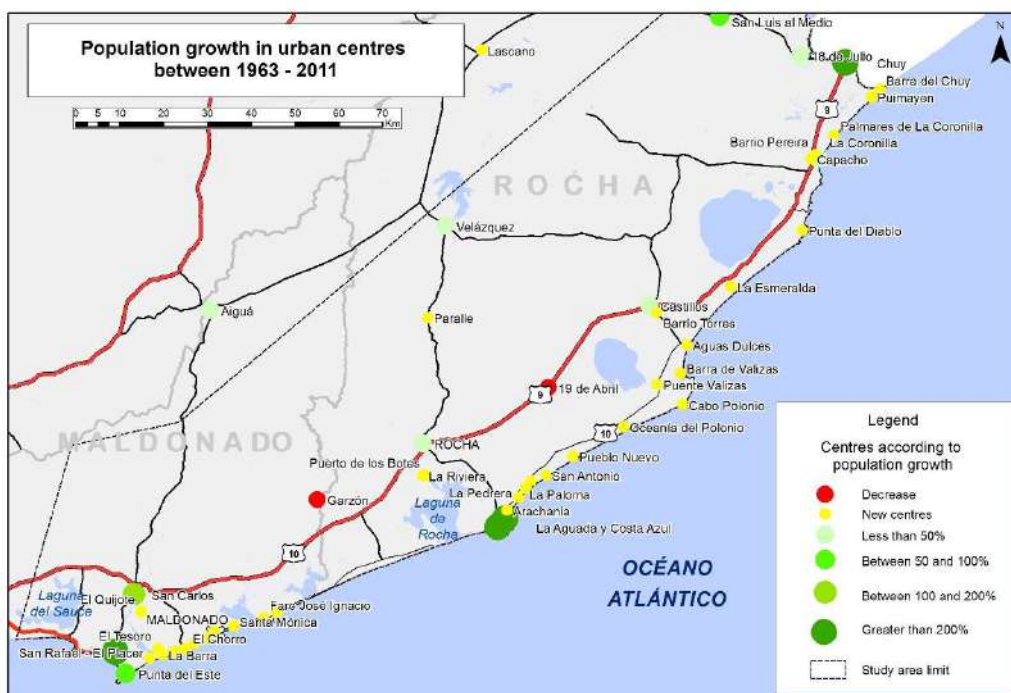 Population growth in urban centres
between 1963 - 2011
0 5 10 20 30 40 50 60 70
Km
N
San Luis al Medio
18 de Julio
Chuy
Lascano
Barra del Chuy
Puimayen
9
Palmares de La Coronilla
Barrio Pereira
La Coronilla
Capacho
ROCHA
Velázquez
Punta del Diablo
La Esmeralda
Aiguá
Castillos
Paralle
Barrio Torres
Aguas Dulces
Barra de Valizas
19 de Abril
Puente Valizas
9
Cabo Polonio
MALDONADO
ROCHA
10
Oceanía del Polonio
Puerto de los Botes
Pueblo Nuevo
La Riviera
San Antonio
Garzón
La Pedrera
La Paloma
Laguna
de
Rocha
Arachania
La Aguada y Costa Azul
10
OCÉANO
ATLÁNTICO
Laguna
del Sauce
El Quijote
San Carlos
Faro José Ignacio
MALDONADO
Santa Mónica
El Tesoro
El Chorro
San Rafael - El Placer
La Barra
Punta del Este
Legend
Centres according to
population growth
Decrease
New centres
Less than 50%
Between 50 and 100%
Between 100 and 200%
Greater than 200%
Study area limit